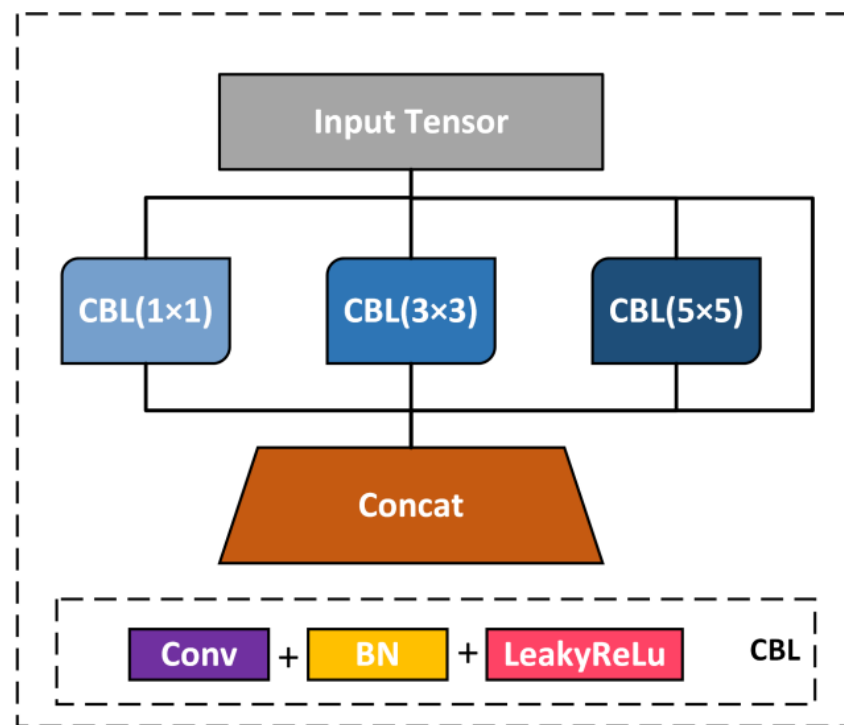 Input Tensor
CBL(1×1) CBL(3×3) CBL(5×5)
Concat
Conv + BN + LeakyReLu CBL